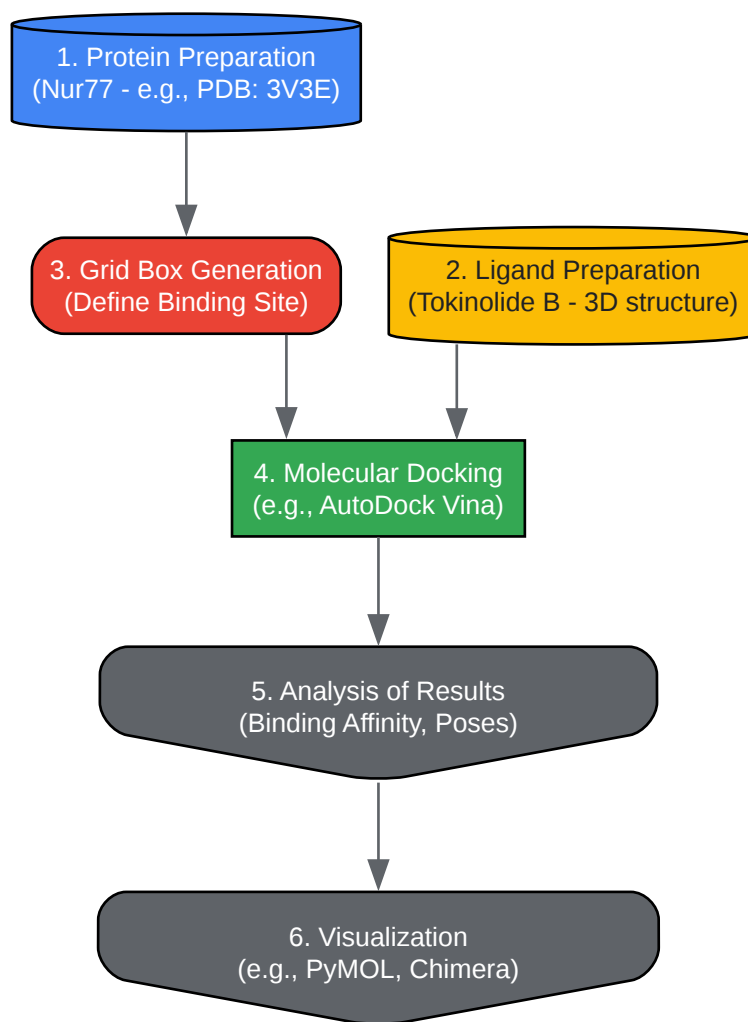 1. Protein Preparation
(Nur77 - e.g., PDB: 3V3E)
3. Grid Box Generation
(Define Binding Site)
2. Ligand Preparation
(Tokinolide B - 3D structure)
4. Molecular Docking
(e.g., AutoDock Vina)
5. Analysis of Results
(Binding Affinity, Poses)
6. Visualization
(e.g., PyMOL, Chimera)